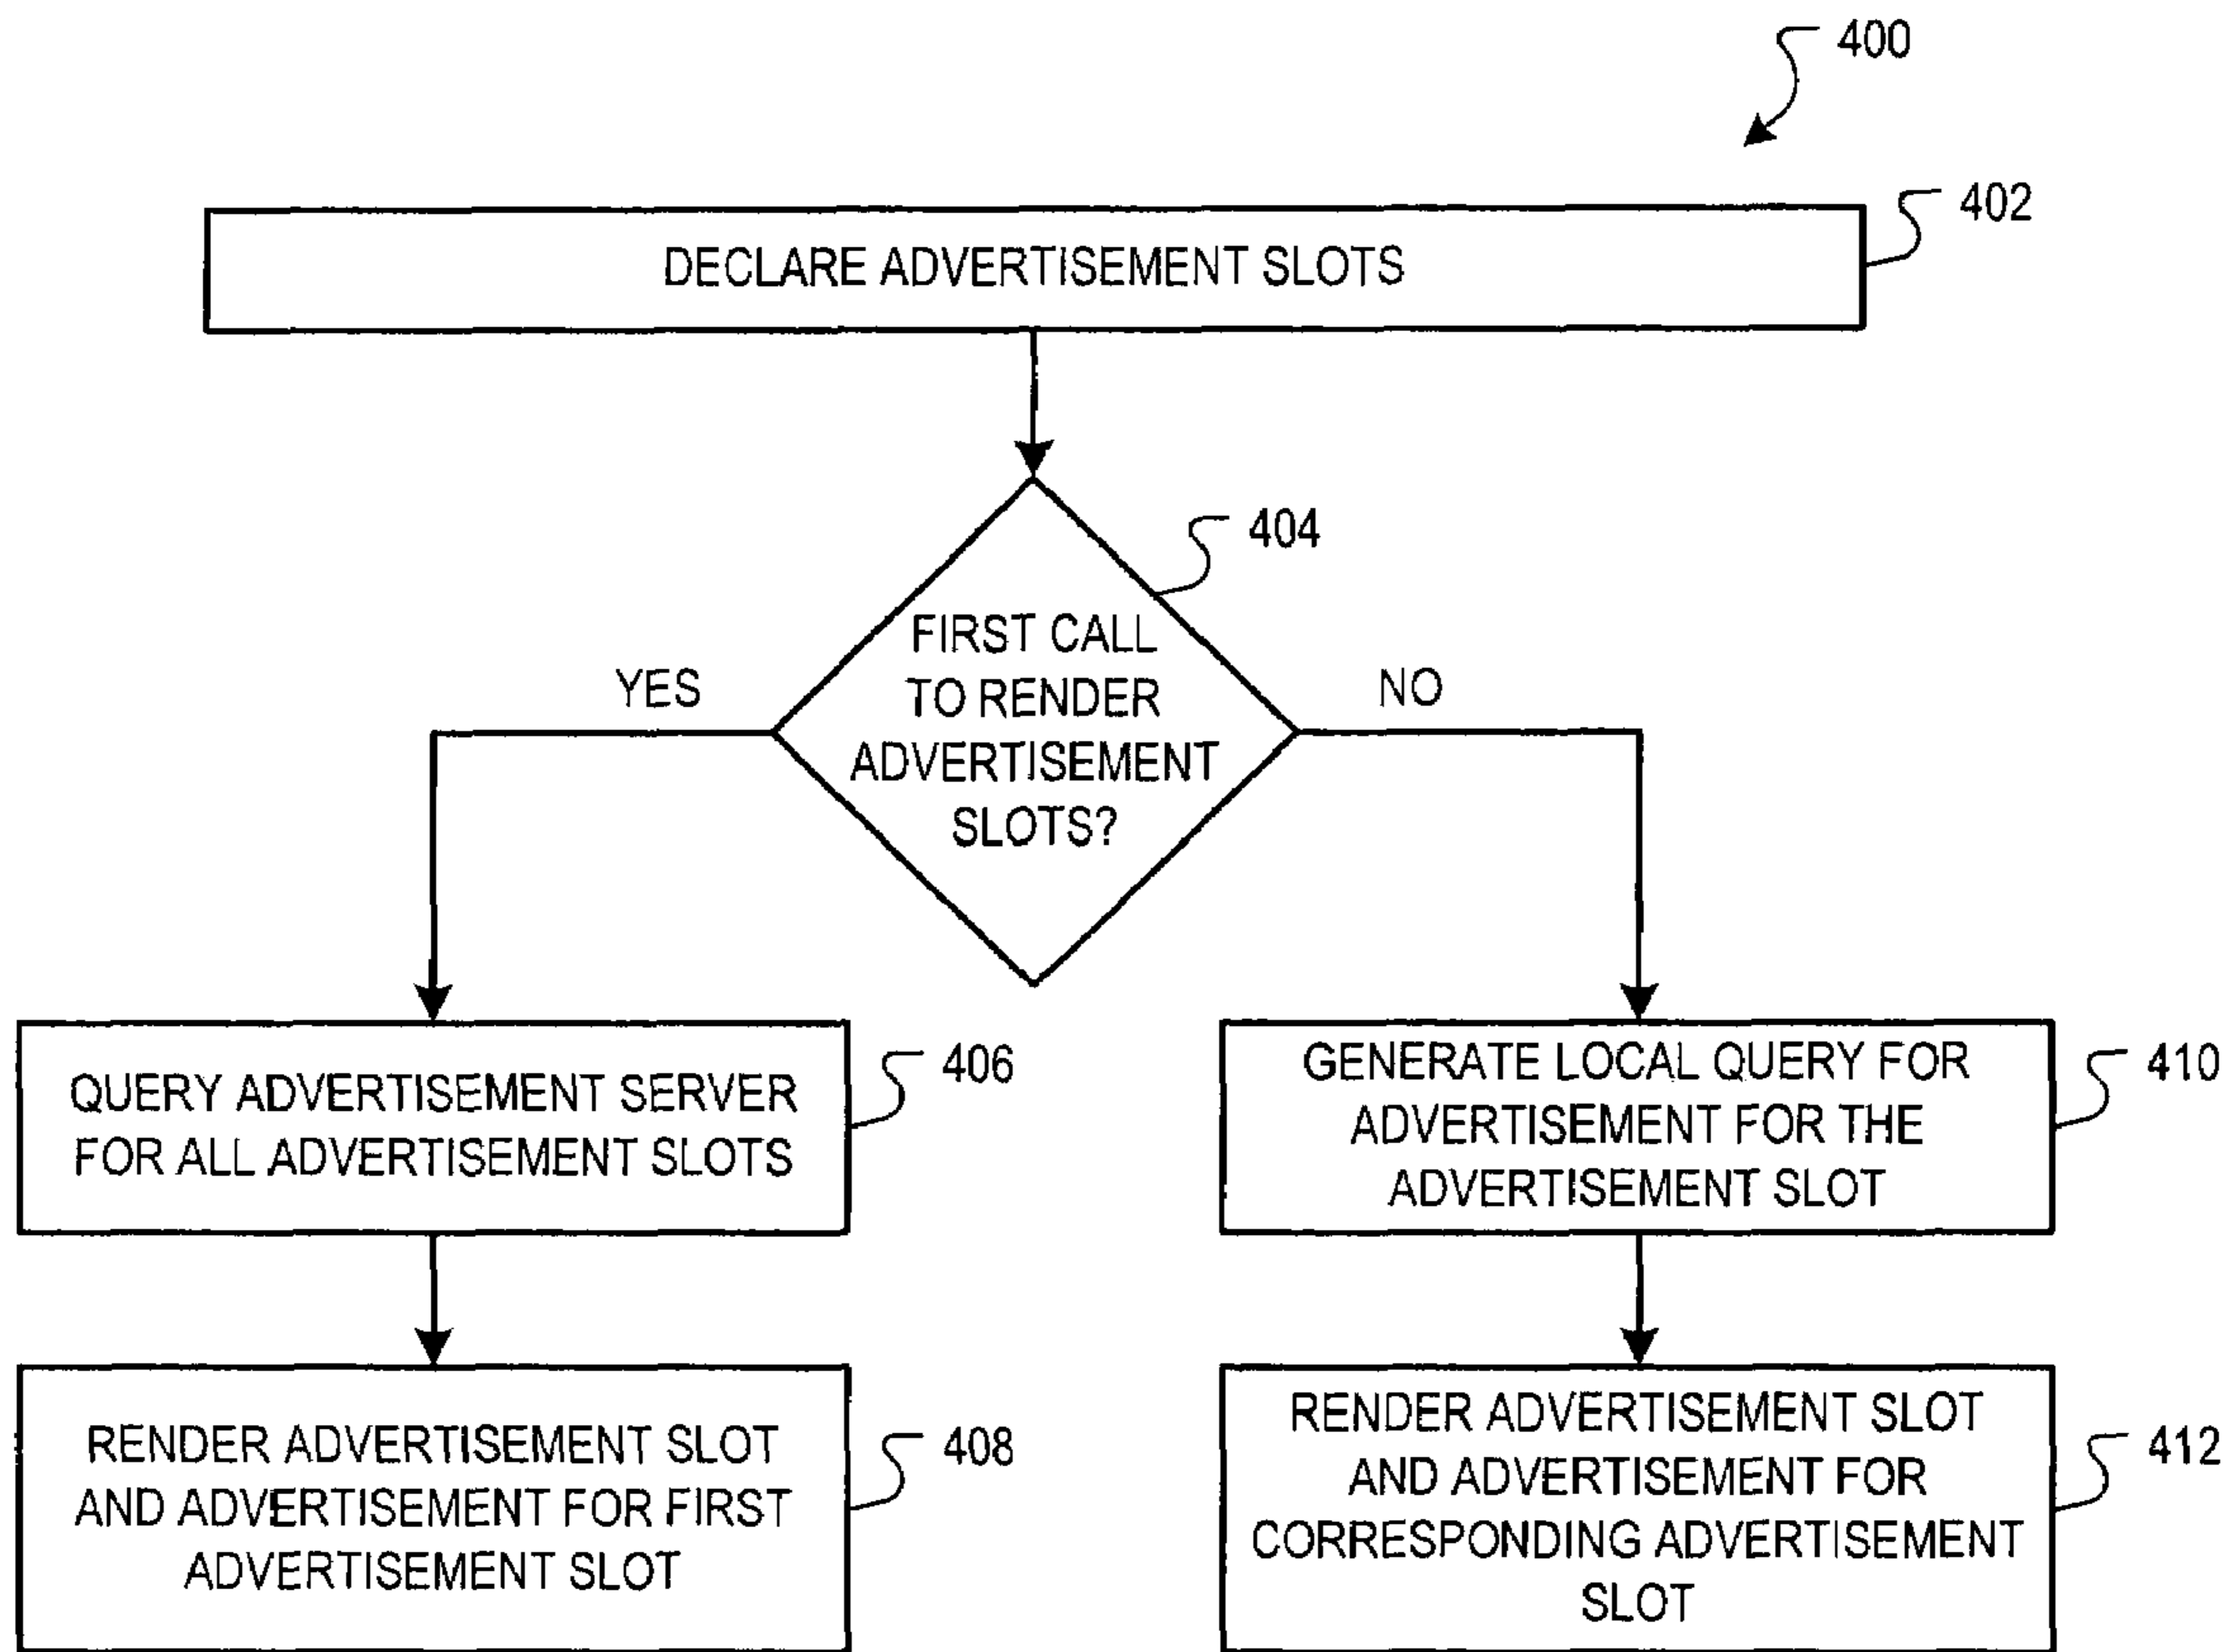 400
402
DECLARE ADVERTISEMENT SLOTS
404
FIRST CALL
TO RENDER
ADVERTISEMENT
SLOTS?
YES
NO
406
QUERY ADVERTISEMENT SERVER
FOR ALL ADVERTISEMENT SLOTS
410
GENERATE LOCAL QUERY FOR
ADVERTISEMENT FOR THE
ADVERTISEMENT SLOT
408
RENDER ADVERTISEMENT SLOT
AND ADVERTISEMENT FOR FIRST
ADVERTISEMENT SLOT
412
RENDER ADVERTISEMENT SLOT
AND ADVERTISEMENT FOR
CORRESPONDING ADVERTISEMENT
SLOT